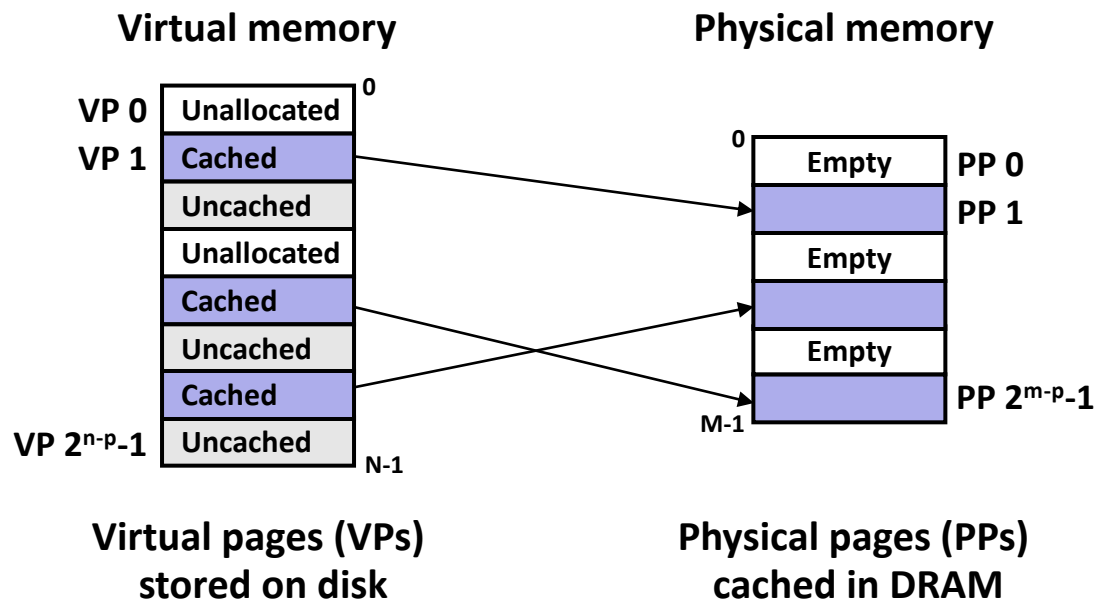 Virtual memory
Physical memory
0
VP 0
Unallocated
VP 1
Cached
Uncached
Unallocated
Cached
Uncached
Cached
VP 2ⁿ⁻ᵖ-1
Uncached
N-1
0
Empty
PP 0
PP 1
Empty
Empty
PP 2ᵐ⁻ᵖ-1
M-1
Virtual pages (VPs)
stored on disk
Physical pages (PPs)
cached in DRAM